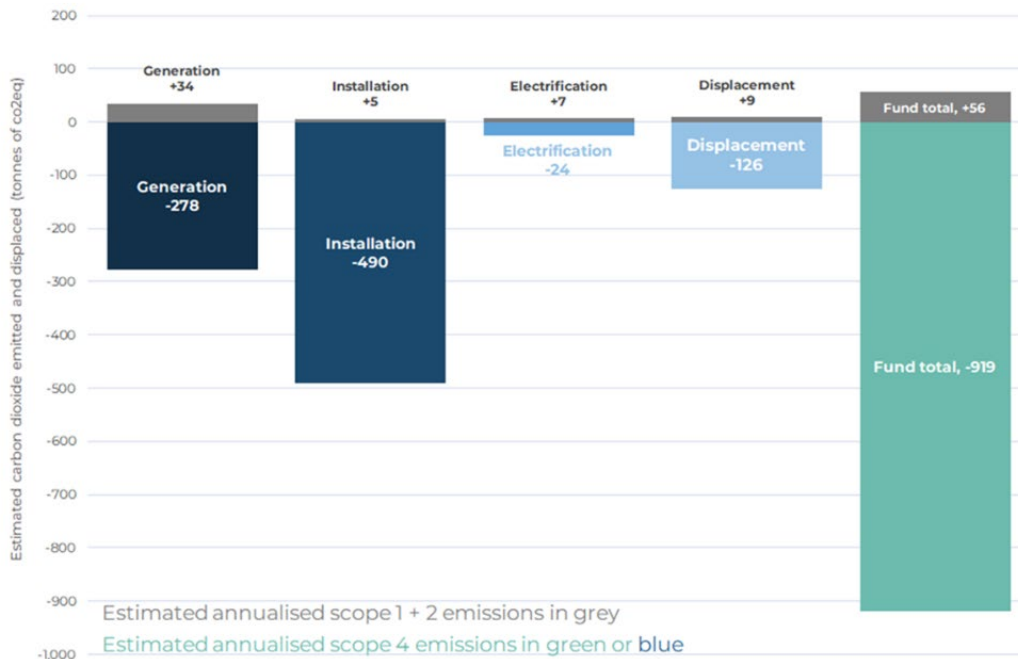 Estimated carbon dioxide emitted and displaced (tonnes of co2eq)
200
100
0
-100
-200
-300
-400
-500
-600
-700
-800
-900
-1.000
Generation
+34
Generation
-278
Installation
+5
Installation
-490
Electrification
+7
Electrification
-24
Displacement
+9
Displacement
-126
Fund total, +56
Fund total, -919
Estimated annualised scope 1 + 2 emissions in grey
Estimated annualised scope 4 emissions in green or blue